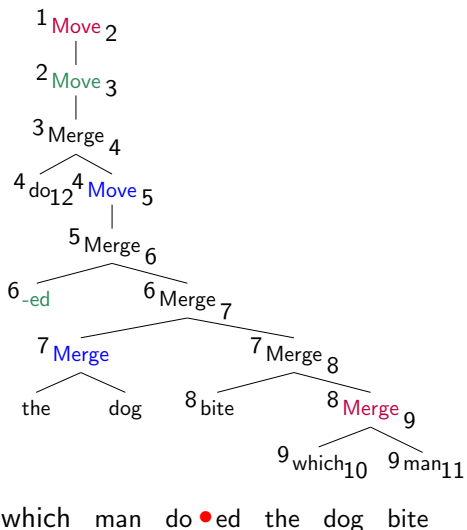 1 Move 2
2 Move 3
3 Merge 4
4 do 12 4 Move 5
5 Merge 6
6 -ed 6 Merge 7
7 Merge 7 Merge 8
the dog 8 bite 8 Merge 9
9 which 10 9 man 11
which man do • ed the dog bite